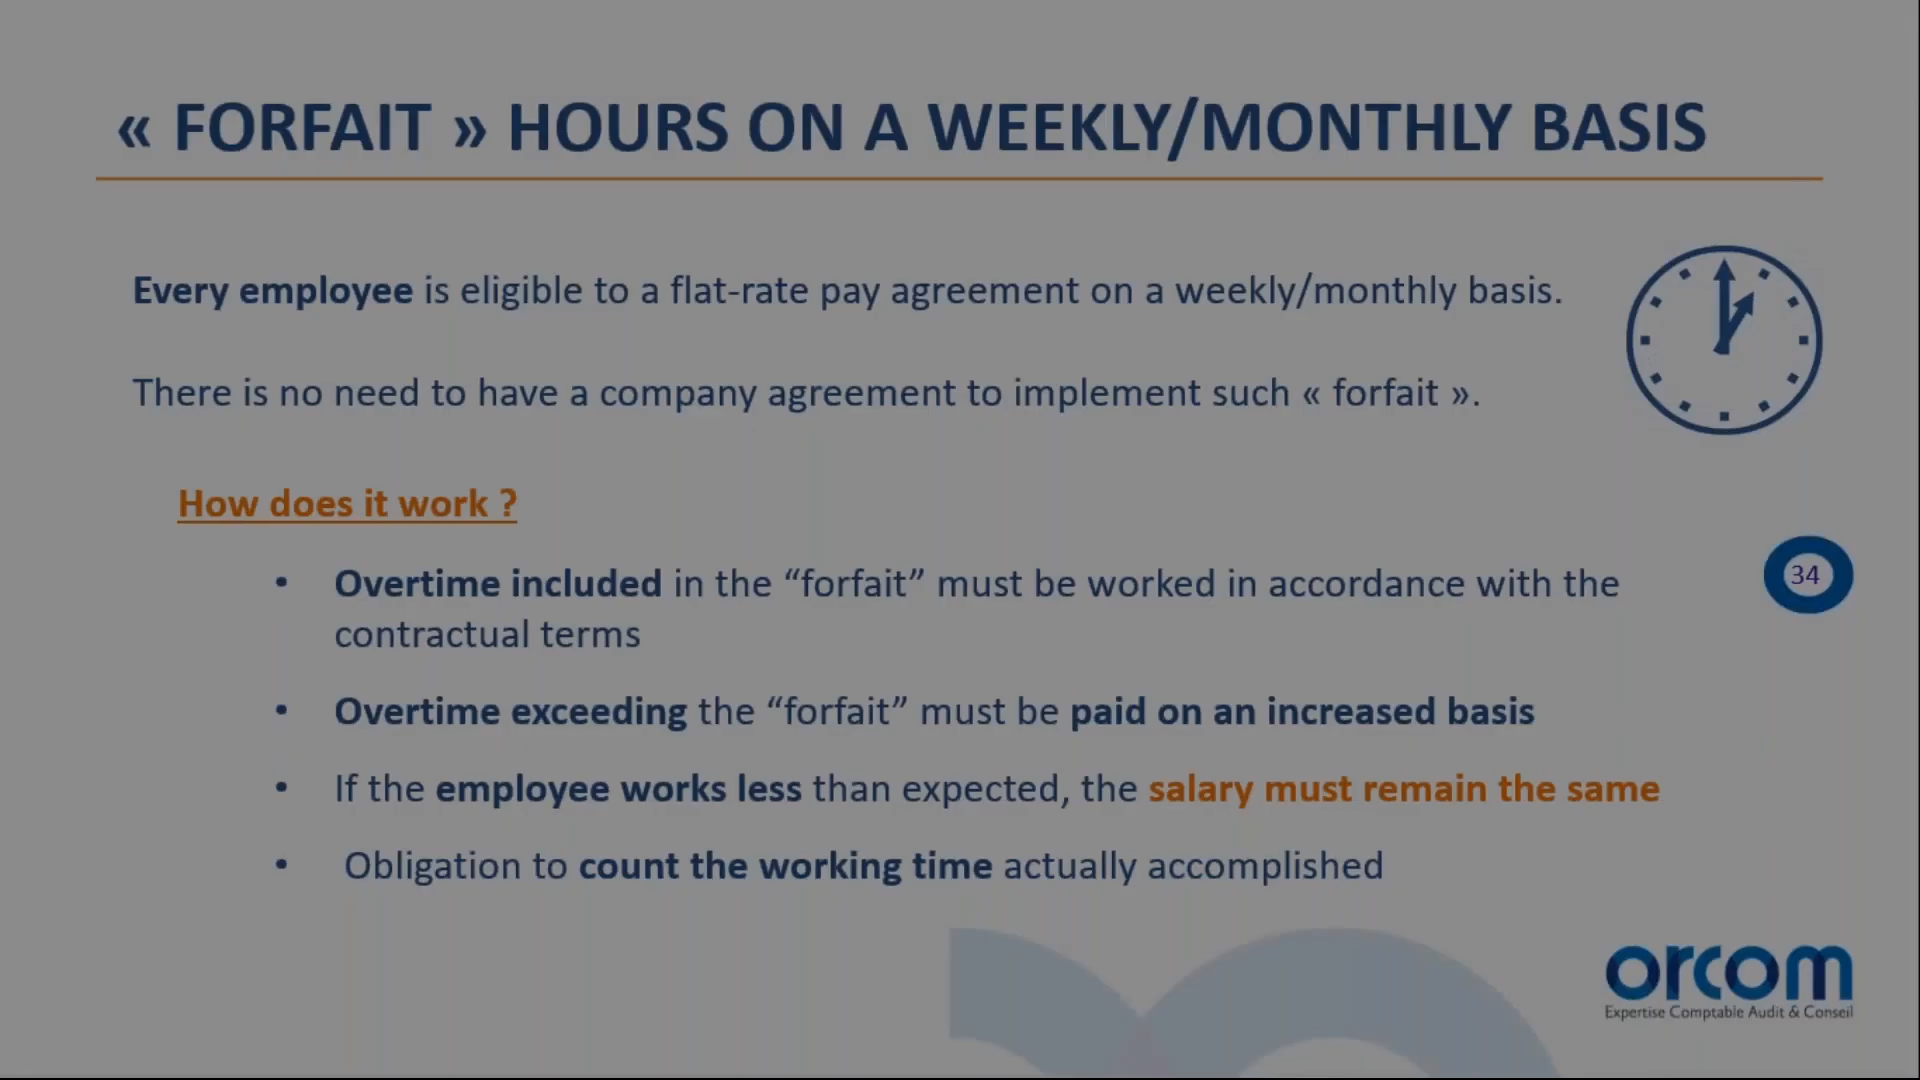 « FORFAIT » HOURS ON A WEEKLY/MONTHLY BASIS
Every employee is eligible to a flat-rate pay agreement on a weekly/monthly basis.
There is no need to have a company agreement to implement such « forfait ».
How does it work ?
• Overtime included in the “forfait” must be worked in accordance with the
contractual terms
34
• Overtime exceeding the “forfait” must be paid on an increased basis
• If the employee works less than expected, the salary must remain the same
• Obligation to count the working time actually accomplished
orcom
Expertise Comptable Audit & Conseil